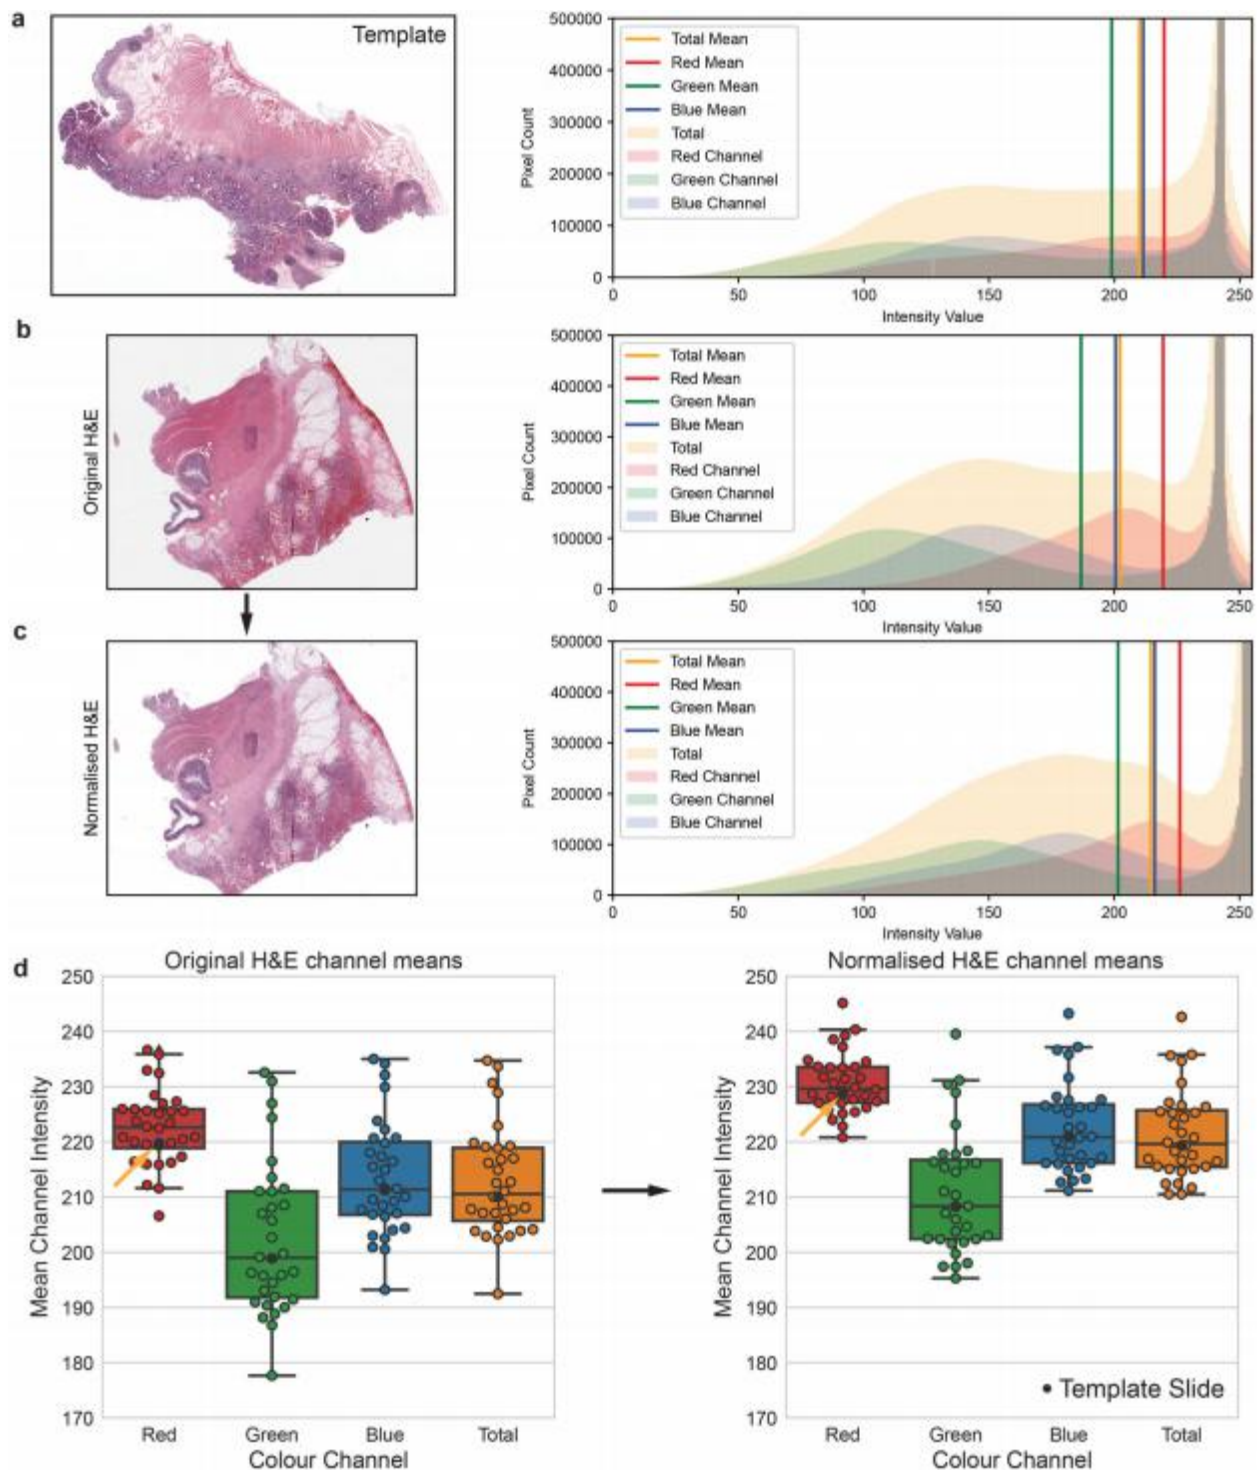 a
Template
500000
400000
300000
200000
100000
0
Pixel Count
Total Mean
Red Mean
Green Mean
Blue Mean
Total
Red Channel
Green Channel
Blue Channel
0 50 100 150 200 250
Intensity Value
b
Original H&E
500000
400000
300000
200000
100000
0
Pixel Count
Total Mean
Red Mean
Green Mean
Blue Mean
Total
Red Channel
Green Channel
Blue Channel
0 50 100 150 200 250
Intensity Value
c
Normalised H&E
500000
400000
300000
200000
100000
0
Pixel Count
Total Mean
Red Mean
Green Mean
Blue Mean
Total
Red Channel
Green Channel
Blue Channel
0 50 100 150 200 250
Intensity Value
d
Original H&E channel means
250
240
230
220
210
200
190
180
170
Mean Channel Intensity
Red Green Blue Total
Colour Channel
Normalised H&E channel means
250
240
230
220
210
200
190
180
170
Mean Channel Intensity
Template Slide
Red Green Blue Total
Colour Channel